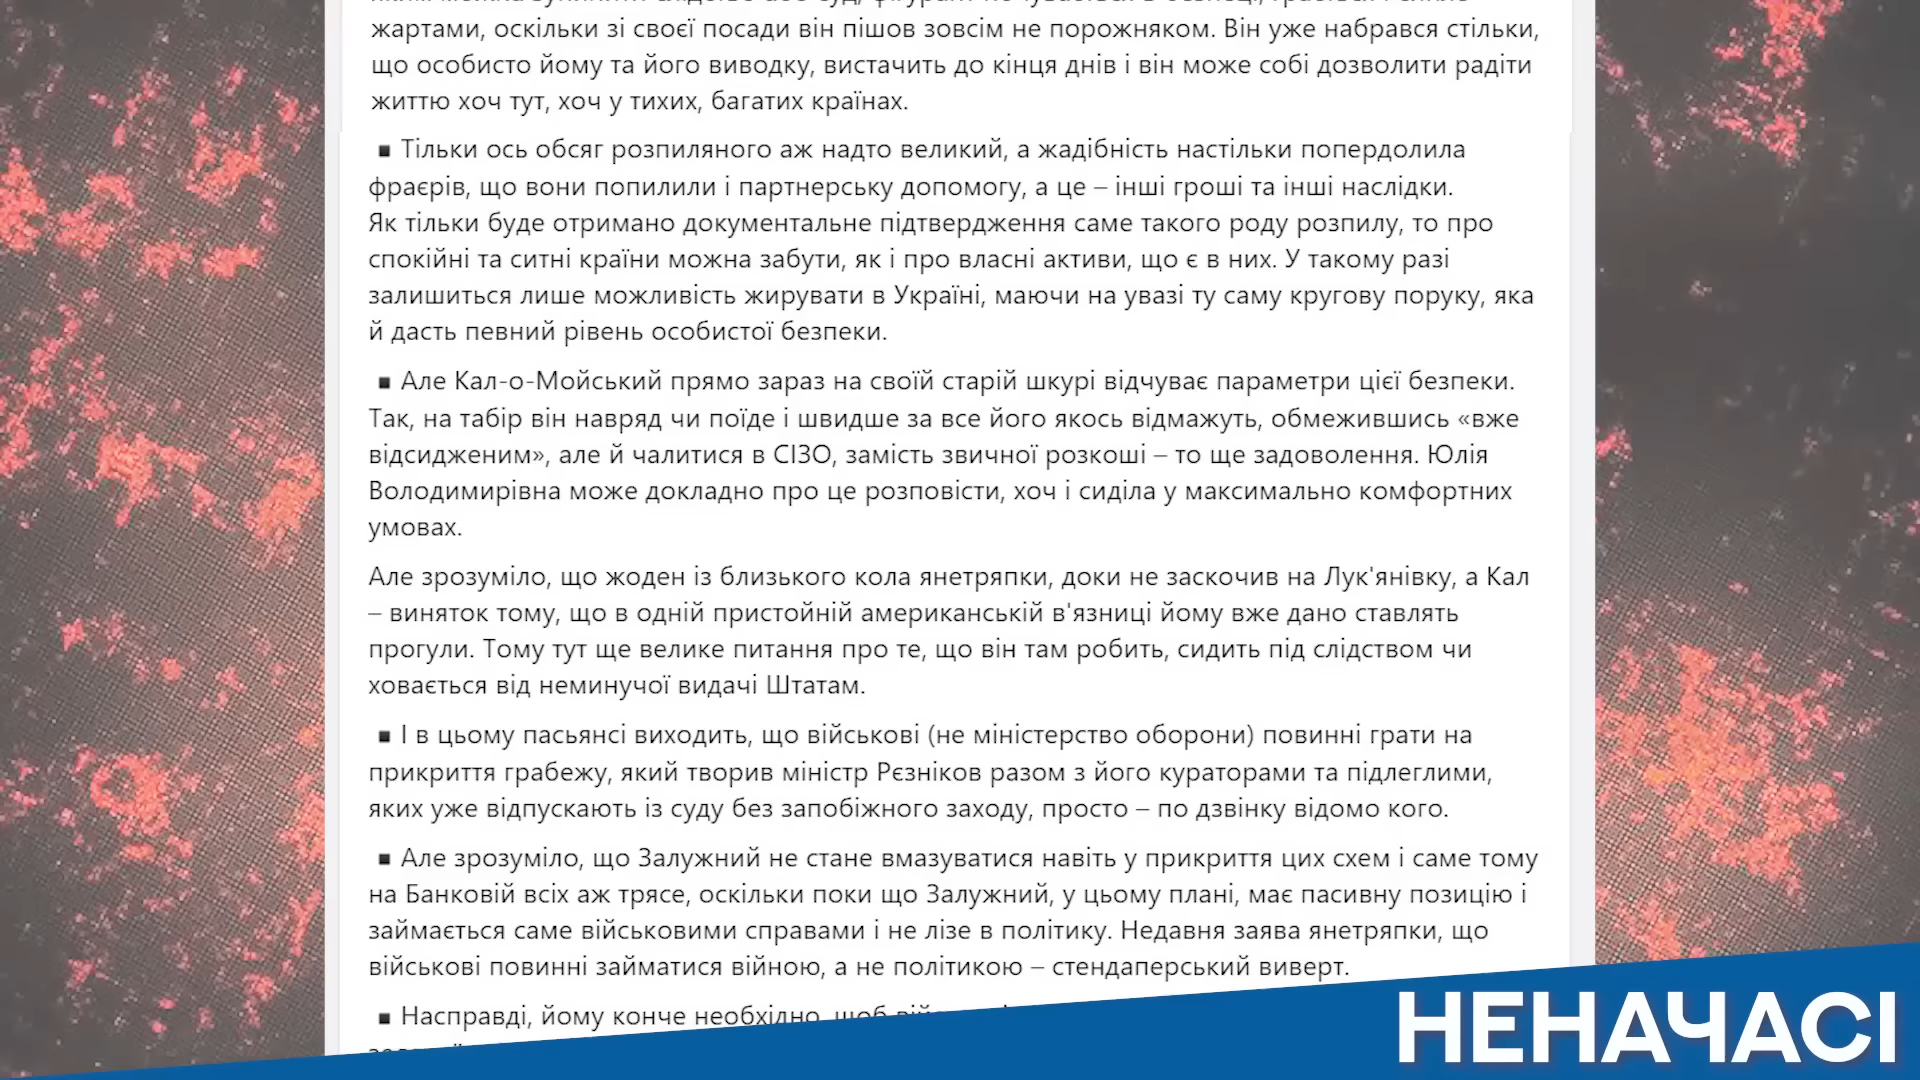 жартами, оскільки зі своєї посади він пішов зовсім не порожняком. Він уже набрався стільки,
що особисто йому та його виводку, вистачить до кінця днів і він може собі дозволити радіти
життю хоч тут, хоч у тихих, багатих країнах.
▪ Тільки ось обсяг розпиляного аж надто великий, а жадібність настільки попердолила
фраєрів, що вони попилили і партнерську допомогу, а це – інші гроші та інші наслідки.
Як тільки буде отримано документальне підтвердження саме такого роду розпилу, то про
спокійні та ситні країни можна забути, як і про власні активи, що є в них. У такому разі
залишиться лише можливість жирувати в Україні, маючи на увазі ту саму кругову поруку, яка
й дасть певний рівень особистої безпеки.
▪ Але Кал-о-Мойський прямо зараз на своїй старій шкурі відчуває параметри цієї безпеки.
Так, на табір він навряд чи поїде і швидше за все його якось відмажуть, обмежившись «вже
відсидженим», але й чалитися в СІЗО, замість звичної розкоші – то ще задоволення. Юлія
Володимирівна може докладно про це розповісти, хоч і сиділа у максимально комфортних
умовах.
Але зрозуміло, що жоден із близького кола янетряпки, доки не заскочив на Лук'янівку, а Кал
– виняток тому, що в одній пристойній американській в'язниці йому вже дано ставлять
прогули. Тому тут ще велике питання про те, що він там робить, сидить під слідством чи
ховається від неминучої видачі Штатам.
▪ І в цьому пасьянсі виходить, що військові (не міністерство оборони) повинні грати на
прикриття грабежу, який творив міністр Рєзніков разом з його кураторами та підлеглими,
яких уже відпускають із суду без запобіжного заходу, просто – по дзвінку відомо кого.
▪ Але зрозуміло, що Залужний не стане вмазуватися навіть у прикриття цих схем і саме тому
на Банковій всіх аж трясе, оскільки поки що Залужний, у цьому плані, має пасивну позицію і
займається саме військовими справами і не лізе в політику. Недавня заява янетряпки, що
військові повинні займатися війною, а не політикою – стендаперський виверт.
▪ Насправді, йому конче необхідно, щоб
НЕНАЧАСІ